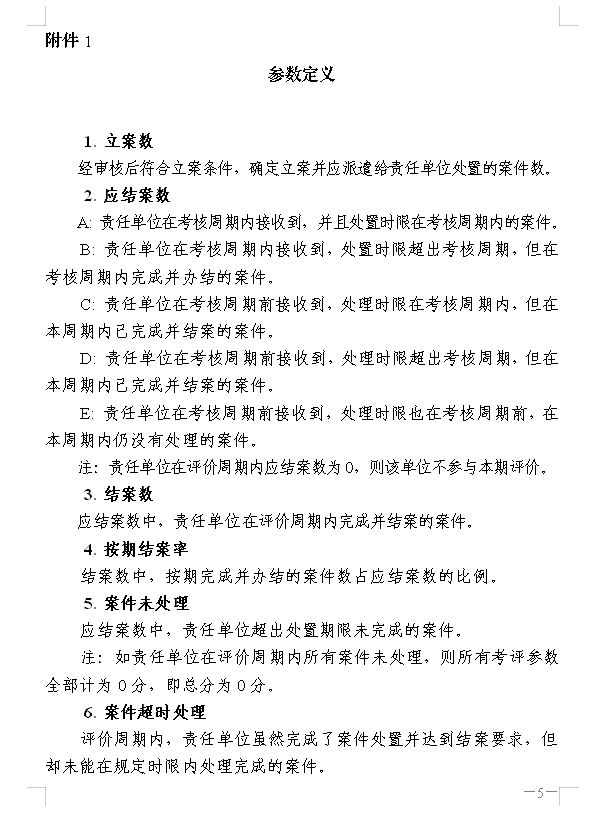 附件 1
参数定义
1. 立案数
经审核后符合立案条件，确定立案并应派遣给责任单位处置的案件数。
2. 应结案数
A: 责任单位在考核周期内接收到，并且处置时限在考核周期内的案件。
B: 责任单位在考核周期内接收到，处置时限超出考核周期，但在
考核周期内完成并办结的案件。
C: 责任单位在考核周期前接收到，处理时限在考核周期内，但在
本周期内已完成并结案的案件。
D: 责任单位在考核周期前接收到，处理时限超出考核周期，但在
本周期内已完成并结案的案件。
E: 责任单位在考核周期前接收到，处理时限也在考核周期前，在
本周期内仍没有处理的案件。
注：责任单位在评价周期内应结案数为 0，则该单位不参与本期评价。
3. 结案数
应结案数中，责任单位在评价周期内完成并结案的案件。
4. 按期结案率
结案数中，按期完成并办结的案件数占应结案数的比例。
5. 案件未处理
应结案数中，责任单位超出处置期限未完成的案件。
注：如责任单位在评价周期内所有案件未处理，则所有考评参数
全部计为 0 分，即总分为 0 分。
6. 案件超时处理
评价周期内，责任单位虽然完成了案件处置并达到结案要求，但
却未能在规定时限内处理完成的案件。
—5—